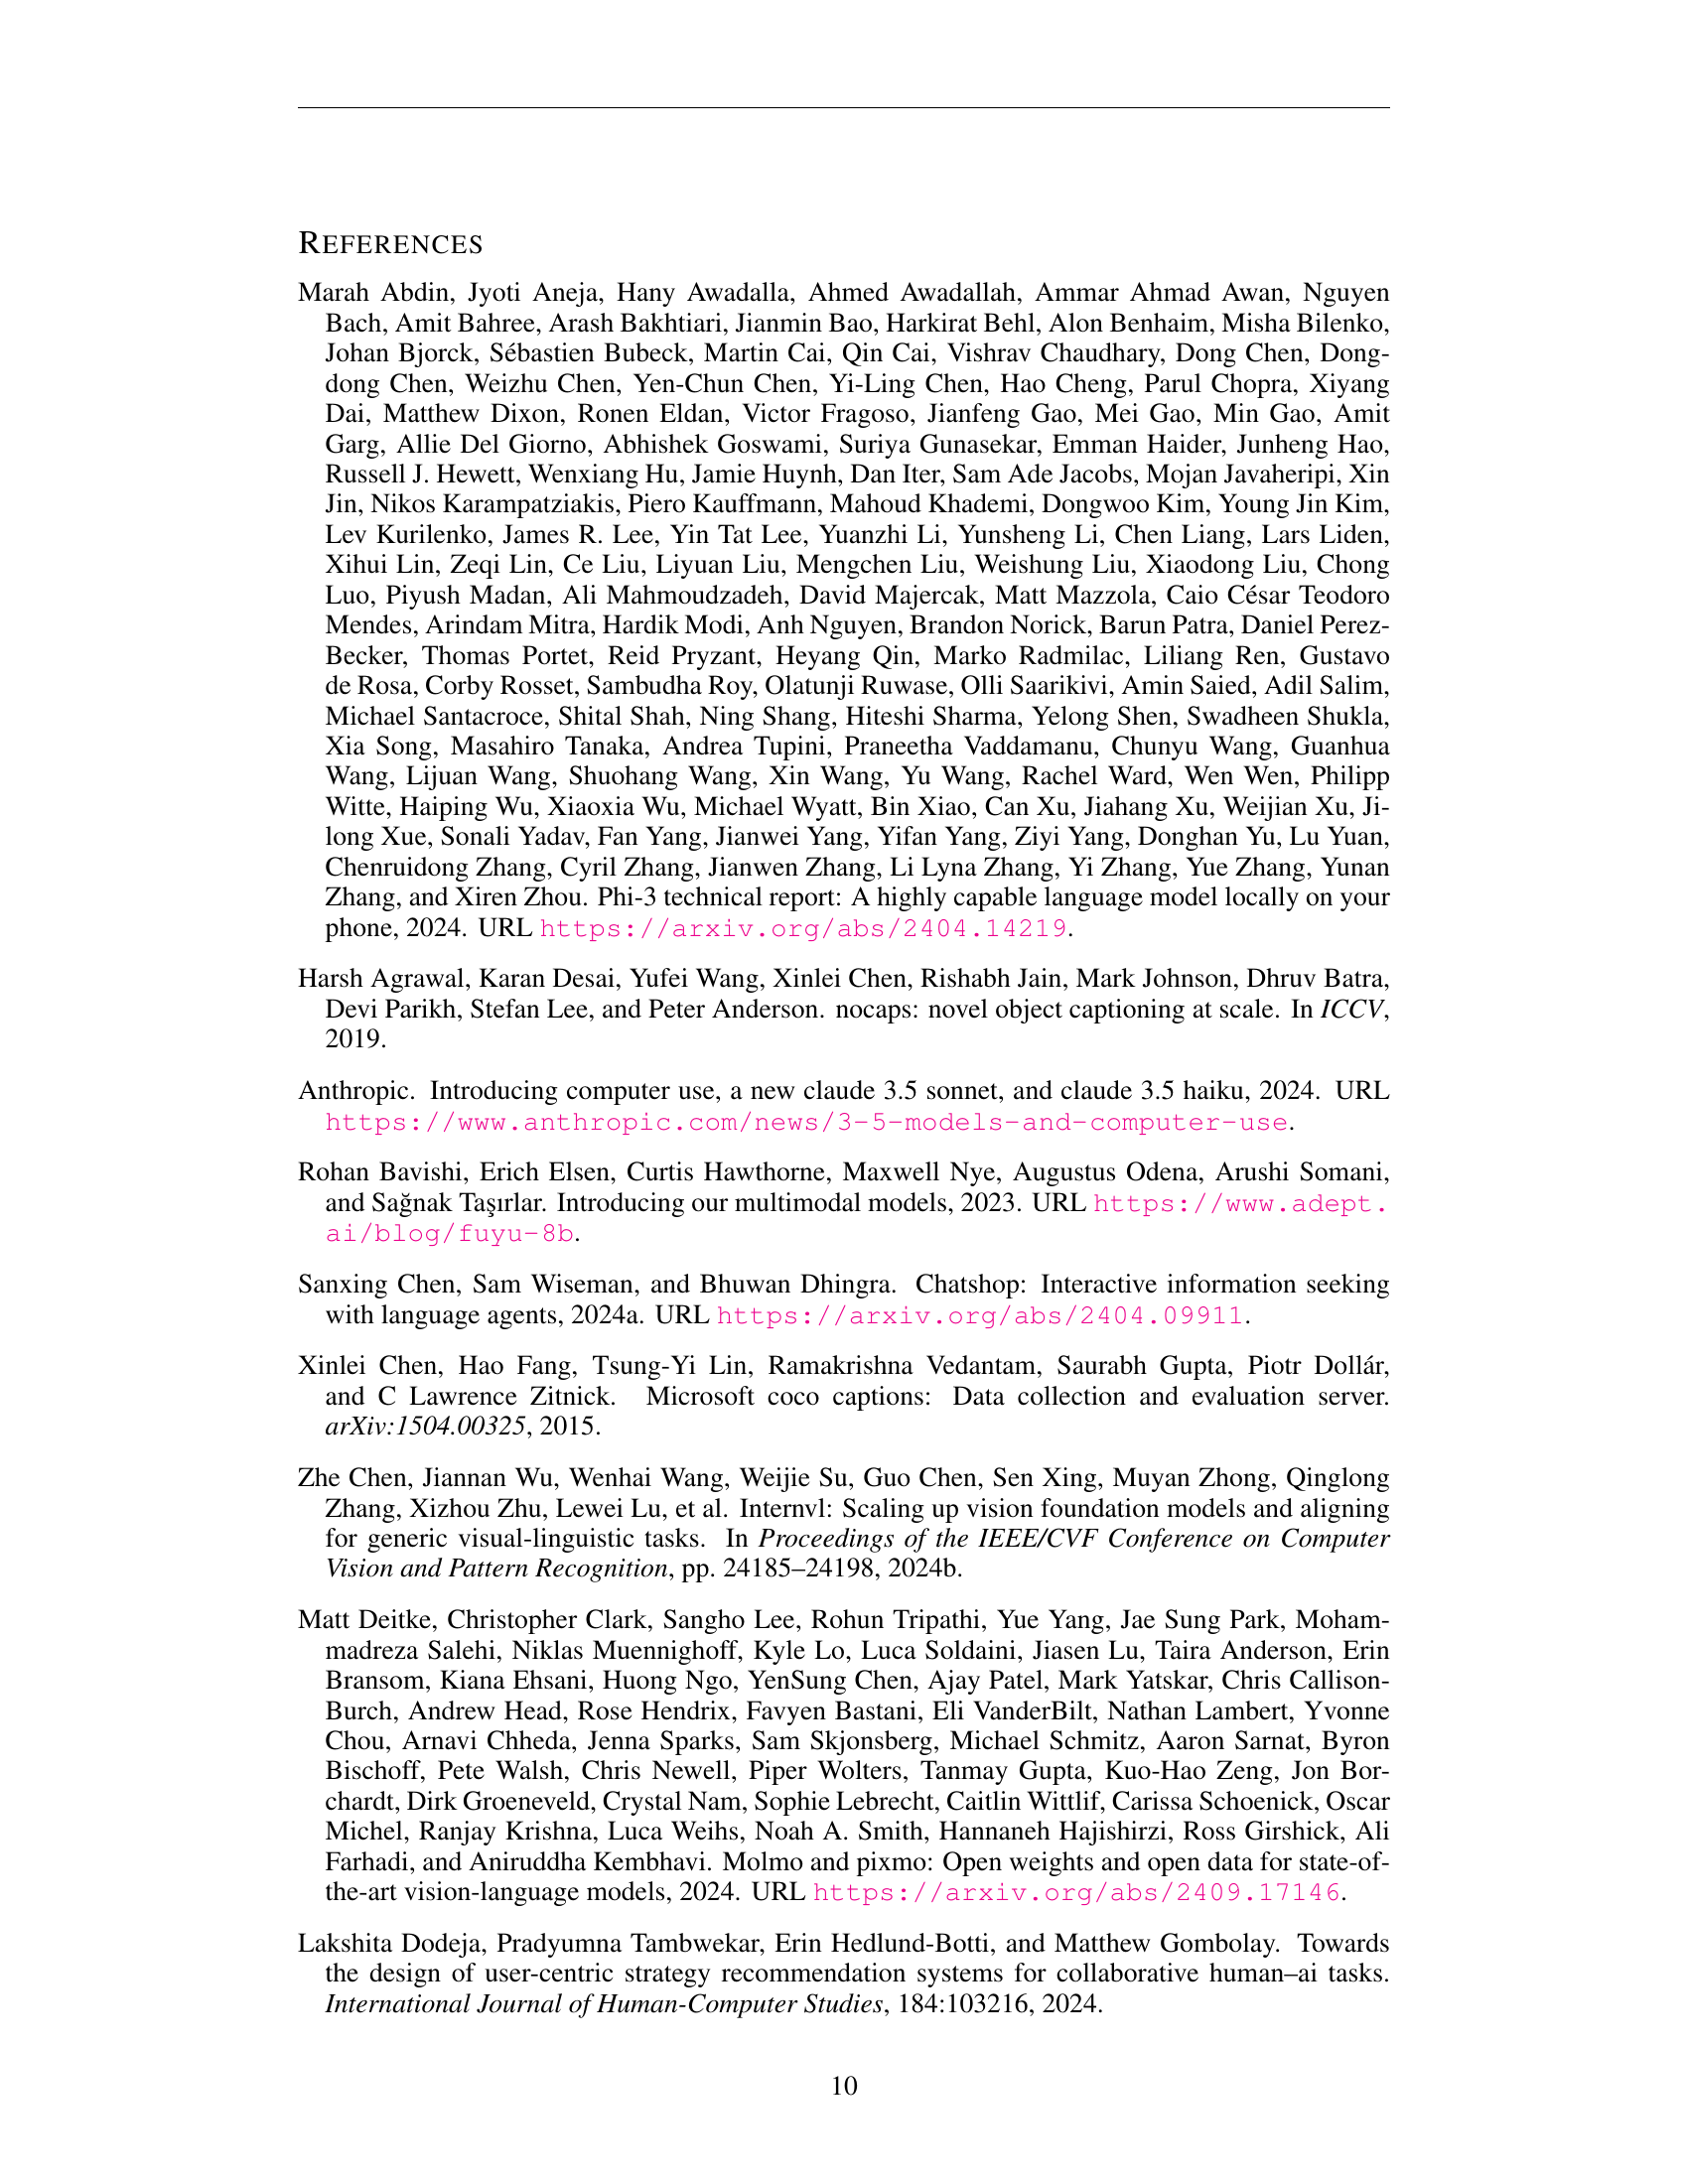 REFERENCES
Marah Abdin, Jyoti Aneja, Hany Awadalla, Ahmed Awadallah, Ammar Ahmad Awan, Nguyen
Bach, Amit Bahree, Arash Bakhtiari, Jianmin Bao, Harkirat Behl, Alon Benhaim, Misha Bilenko,
Johan Bjorck, Sébastien Bubeck, Martin Cai, Qin Cai, Vishrav Chaudhary, Dong Chen, Dong-
dong Chen, Weizhu Chen, Yen-Chun Chen, Yi-Ling Chen, Hao Cheng, Parul Chopra, Xiyang
Dai, Matthew Dixon, Ronen Eldan, Victor Fragoso, Jianfeng Gao, Mei Gao, Min Gao, Amit
Garg, Allie Del Giorno, Abhishek Goswami, Suriya Gunasekar, Emman Haider, Junheng Hao,
Russell J. Hewett, Wenxiang Hu, Jamie Huynh, Dan Iter, Sam Ade Jacobs, Mojan Javaheripi, Xin
Jin, Nikos Karampatziakis, Piero Kauffmann, Mahoud Khademi, Dongwoo Kim, Young Jin Kim,
Lev Kurilenko, James R. Lee, Yin Tat Lee, Yuanzhi Li, Yunsheng Li, Chen Liang, Lars Liden,
Xihui Lin, Zeqi Lin, Ce Liu, Liyuan Liu, Mengchen Liu, Weishung Liu, Xiaodong Liu, Chong
Luo, Piyush Madan, Ali Mahmoudzadeh, David Majercak, Matt Mazzola, Caio César Teodoro
Mendes, Arindam Mitra, Hardik Modi, Anh Nguyen, Brandon Norick, Barun Patra, Daniel Perez-
Becker, Thomas Portet, Reid Pryzant, Heyang Qin, Marko Radmilac, Liliang Ren, Gustavo
de Rosa, Corby Rosset, Sambudha Roy, Olatunji Ruwase, Olli Saarikivi, Amin Saied, Adil Salim,
Michael Santacroce, Shital Shah, Ning Shang, Hiteshi Sharma, Yelong Shen, Swadheen Shukla,
Xia Song, Masahiro Tanaka, Andrea Tupini, Praneetha Vaddamanu, Chunyu Wang, Guanhua
Wang, Lijuan Wang, Shuohang Wang, Xin Wang, Yu Wang, Rachel Ward, Wen Wen, Philipp
Witte, Haiping Wu, Xiaoxia Wu, Michael Wyatt, Bin Xiao, Can Xu, Jiahang Xu, Weijian Xu, Ji-
long Xue, Sonali Yadav, Fan Yang, Jianwei Yang, Yifan Yang, Ziyi Yang, Donghan Yu, Lu Yuan,
Chenruidong Zhang, Cyril Zhang, Jianwen Zhang, Li Lyna Zhang, Yi Zhang, Yue Zhang, Yunan
Zhang, and Xiren Zhou. Phi-3 technical report: A highly capable language model locally on your
phone, 2024. URL https://arxiv.org/abs/2404.14219.
Harsh Agrawal, Karan Desai, Yufei Wang, Xinlei Chen, Rishabh Jain, Mark Johnson, Dhruv Batra,
Devi Parikh, Stefan Lee, and Peter Anderson. nocaps: novel object captioning at scale. In ICCV,
2019.
Anthropic. Introducing computer use, a new claude 3.5 sonnet, and claude 3.5 haiku, 2024. URL
https://www.anthropic.com/news/3-5-models-and-computer-use.
Rohan Bavishi, Erich Elsen, Curtis Hawthorne, Maxwell Nye, Augustus Odena, Arushi Somani,
and Sağnak Taşırlar. Introducing our multimodal models, 2023. URL https://www.adept.
ai/blog/fuyu-8b.
Sanxing Chen, Sam Wiseman, and Bhuwan Dhingra. Chatshop: Interactive information seeking
with language agents, 2024a. URL https://arxiv.org/abs/2404.09911.
Xinlei Chen, Hao Fang, Tsung-Yi Lin, Ramakrishna Vedantam, Saurabh Gupta, Piotr Dollár,
and C Lawrence Zitnick. Microsoft coco captions: Data collection and evaluation server.
arXiv:1504.00325, 2015.
Zhe Chen, Jiannan Wu, Wenhai Wang, Weijie Su, Guo Chen, Sen Xing, Muyan Zhong, Qinglong
Zhang, Xizhou Zhu, Lewei Lu, et al. Internvl: Scaling up vision foundation models and aligning
for generic visual-linguistic tasks. In Proceedings of the IEEE/CVF Conference on Computer
Vision and Pattern Recognition, pp. 24185–24198, 2024b.
Matt Deitke, Christopher Clark, Sangho Lee, Rohun Tripathi, Yue Yang, Jae Sung Park, Moham-
madreza Salehi, Niklas Muennighoff, Kyle Lo, Luca Soldaini, Jiasen Lu, Taira Anderson, Erin
Bransom, Kiana Ehsani, Huong Ngo, YenSung Chen, Ajay Patel, Mark Yatskar, Chris Callison-
Burch, Andrew Head, Rose Hendrix, Favyen Bastani, Eli VanderBilt, Nathan Lambert, Yvonne
Chou, Arnavi Chheda, Jenna Sparks, Sam Skjonsberg, Michael Schmitz, Aaron Sarnat, Byron
Bischoff, Pete Walsh, Chris Newell, Piper Wolters, Tanmay Gupta, Kuo-Hao Zeng, Jon Bor-
chardt, Dirk Groeneveld, Crystal Nam, Sophie Lebrecht, Caitlin Wittlif, Carissa Schoenick, Oscar
Michel, Ranjay Krishna, Luca Weihs, Noah A. Smith, Hannaneh Hajishirzi, Ross Girshick, Ali
Farhadi, and Aniruddha Kembhavi. Molmo and pixmo: Open weights and open data for state-of-
the-art vision-language models, 2024. URL https://arxiv.org/abs/2409.17146.
Lakshita Dodeja, Pradyumna Tambwekar, Erin Hedlund-Botti, and Matthew Gombolay. Towards
the design of user-centric strategy recommendation systems for collaborative human–ai tasks.
International Journal of Human-Computer Studies, 184:103216, 2024.
10